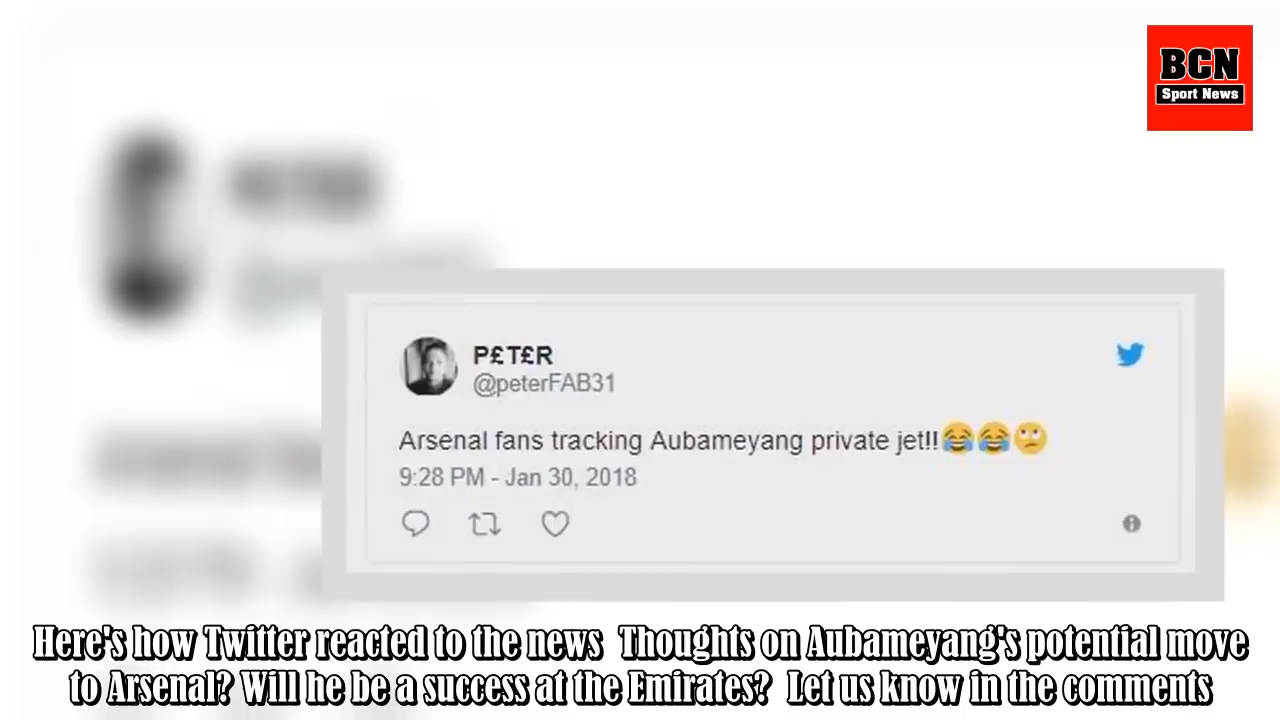 BCN
Sport News
P£T£R
@peterFAB31
Arsenal fans tracking Aubameyang private jet!!😂😂🙄
9:28 PM - Jan 30, 2018
Here's how Twitter reacted to the news Thoughts on Aubameyang's potential move
to Arsenal? Will he be a success at the Emirates? Let us know in the comments